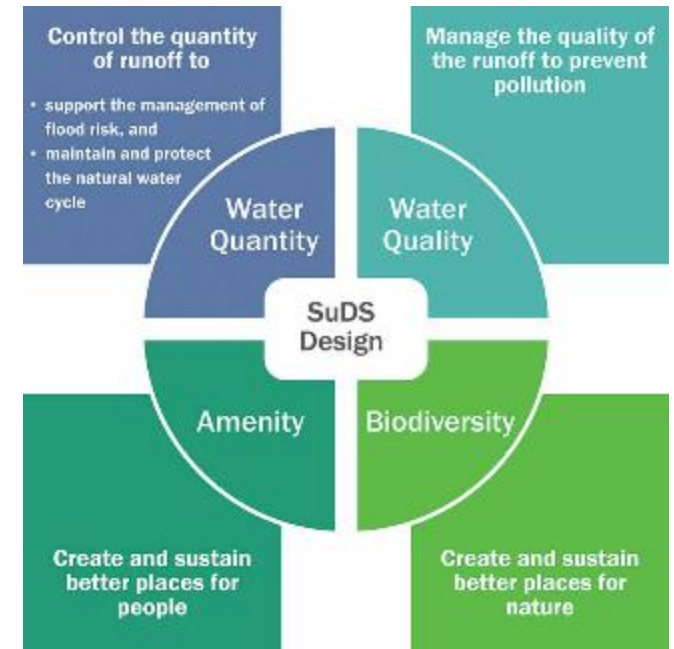 Control the quantity
of runoff to
• support the management of
flood risk, and
• maintain and protect
the natural water
cycle
Manage the quality of
the runoff to prevent
pollution
Water
Quantity
Water
Quality
SuDS
Design
Amenity
Biodiversity
Create and sustain
better places for
people
Create and sustain
better places for
nature